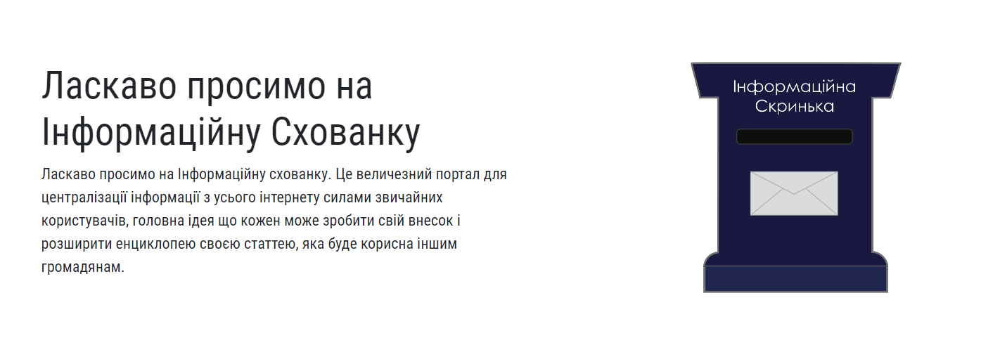 Ласкаво просимо на
Інформаційну Схованку
Ласкаво просимо на Інформаційну схованку. Це величезний портал для
централізації інформації з усього інтернету силами звичайних
користувачів, головна ідея що кожен може зробити свій внесок і
розширити енциклопею своєю статтею, яка буде корисна іншим
громадянам.
Інформаційна
Скринька